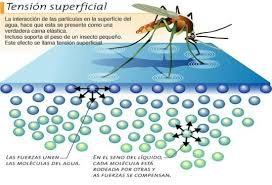 Tensión superficial
La interacción de las partículas en la superficie del
agua, hace que esta se presente como una
verdadera cama elástica.
Incluso soporta el peso de un insecto pequeño.
Este efecto se llama tensión superficial.
LAS FUERZAS UNEN
LAS MOLÉCULAS DEL AGUA.
EN EL SENO DEL LÍQUIDO,
CADA MOLÉCULA ESTÁ
RODEADA POR OTRAS Y
LAS FUERZAS SE COMPENSAN.